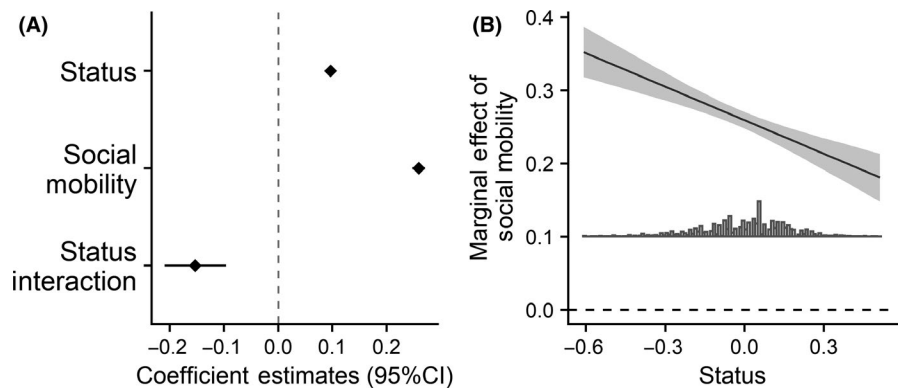 (A)
Status
Social
mobility
Status
interaction
−0.2 −0.1 0.0 0.1 0.2
Coefficient estimates (95%CI)
(B)
Marginal effect of
social mobility
0.4
0.3
0.2
0.1
0.0
−0.6 −0.3 0.0 0.3
Status